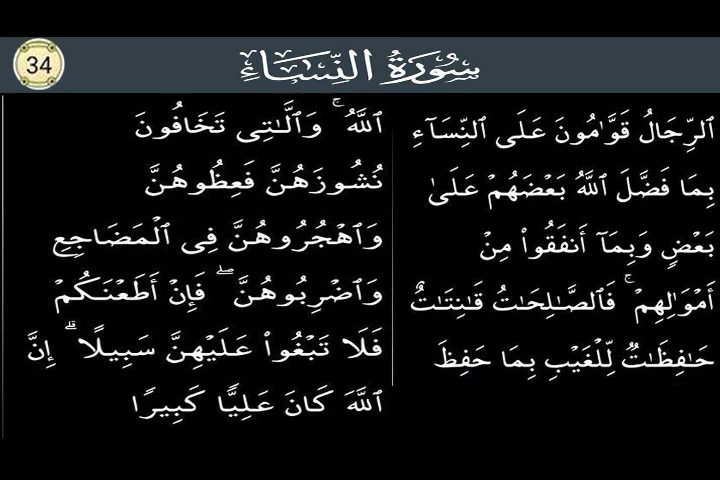 34
سُورَةُ النِّسَاءِ
ٱلرِّجَالُ قَوَّٰمُونَ عَلَى ٱلنِّسَآءِ
بِمَا فَضَّلَ ٱللَّهُ بَعْضَهُمْ عَلَىٰ
بَعْضٍ وَبِمَآ أَنفَقُوا۟ مِنْ
أَمْوَٰلِهِمْ ۚ فَٱلصَّـٰلِحَـٰتُ قَـٰنِتَـٰتٌ
حَـٰفِظَـٰتٌ لِّلْغَيْبِ بِمَا حَفِظَ
ٱللَّهُ ۚ وَٱلَّـٰتِى تَخَافُونَ
نُشُوزَهُنَّ فَعِظُوهُنَّ
وَٱهْجُرُوهُنَّ فِى ٱلْمَضَاجِعِ
وَٱضْرِبُوهُنَّ ۖ فَإِنْ أَطَعْنَكُمْ
فَلَا تَبْغُوا۟ عَلَيْهِنَّ سَبِيلًا ۗ إِنَّ
ٱللَّهَ كَانَ عَلِيًّا كَبِيرًا